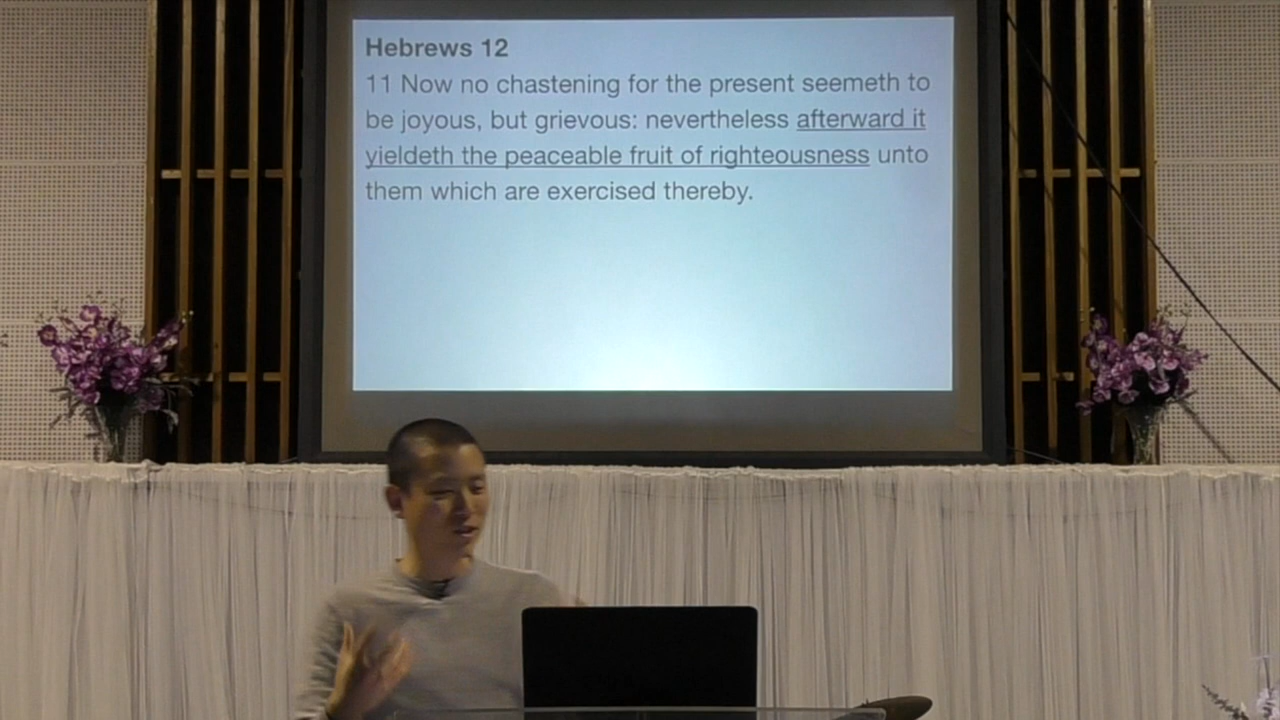 Hebrews 12
11 Now no chastening for the present seemeth to
be joyous, but grievous: nevertheless afterward it
yieldeth the peaceable fruit of righteousness unto
them which are exercised thereby.